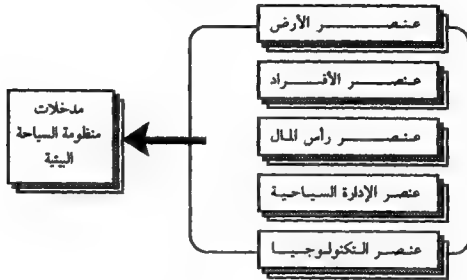 عنصر الأرض
عنصر الأفراد
عنصر رأس المال
عنصر الإدارة السياحية
عنصر التكنولوجيا
مدخلات
منظومة السياحة
البيئية